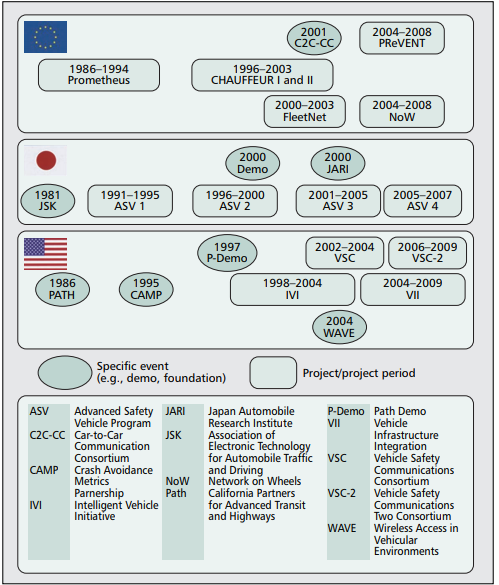 2001
C2C-CC
2004–2008
PReVENT
1986–1994
Prometheus
1996–2003
CHAUFFEUR I and II
2000–2003
FleetNet
2004–2008
NoW
2000
Demo
2000
JARI
1981
JSK
1991–1995
ASV 1
1996–2000
ASV 2
2001–2005
ASV 3
2005–2007
ASV 4
1997
P-Demo
2002–2004
VSC
2006–2009
VSC-2
1986
PATH
1995
CAMP
1998–2004
IVI
2004–2009
VII
2004
WAVE
Specific event
(e.g., demo, foundation)
Project/project period
ASV Advanced Safety
Vehicle Program
C2C-CC Car-to-Car
Communication
Consortium
CAMP Crash Avoidance
Metrics
Parnership
IVI Intelligent Vehicle
Initiative
JARI Japan Automobile
Research Institute
JSK Association of
Electronic Technology
for Automobile Traffic
and Driving
NoW Network on Wheels
Path California Partners
for Advanced Transit
and Highways
P-Demo Path Demo
VII Vehicle
Infrastructure
Integration
VSC Vehicle Safety
Communications
Consortium
VSC-2 Vehicle Safety
Communications
Two Consortium
WAVE Wireless Access in
Vehicular
Environments